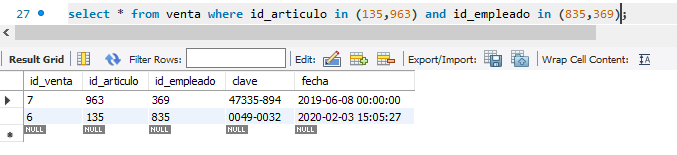 27 select * from venta where id_articulo in (135,963) and id_empleado in (835,369);
Result Grid Filter Rows: Edit: Export/Import: Wrap Cell Content:
id_venta id_articulo id_empleado clave fecha
7 963 369 47335-894 2019-06-08 00:00:00
6 135 835 0049-0032 2020-02-03 15:05:27
NULL NULL NULL NULL NULL